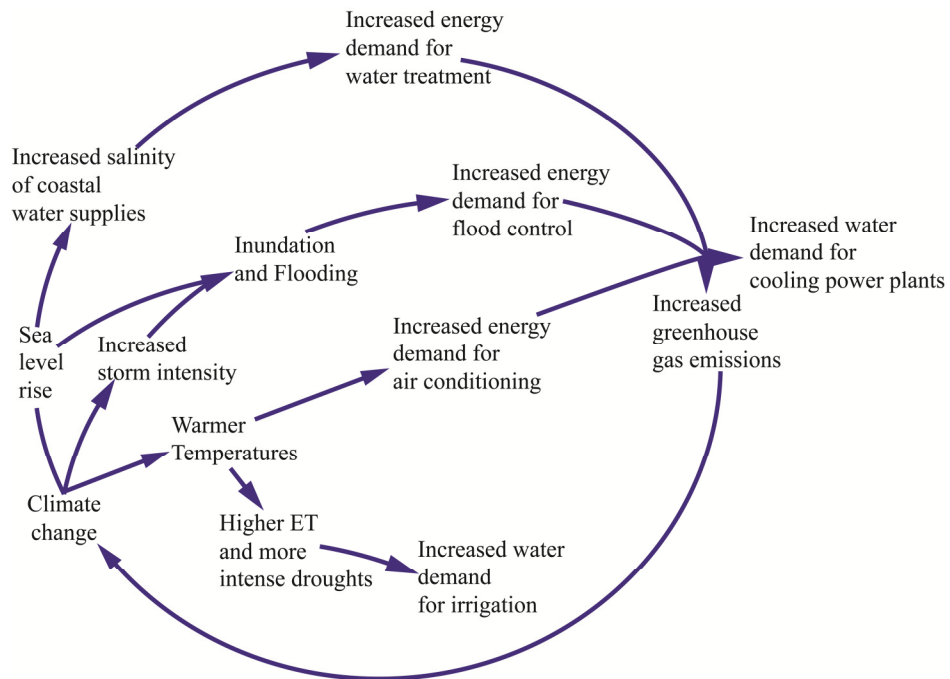 Increased energy
demand for
water treatment
Increased salinity
of coastal
water supplies
Increased energy
demand for
flood control
Inundation
and Flooding
Increased water
demand for
cooling power plants
Increased
greenhouse
gas emissions
Sea
level
rise
Increased
storm intensity
Increased energy
demand for
air conditioning
Warmer
Temperatures
Climate
change
Higher ET
and more
intense droughts
Increased water
demand
for irrigation